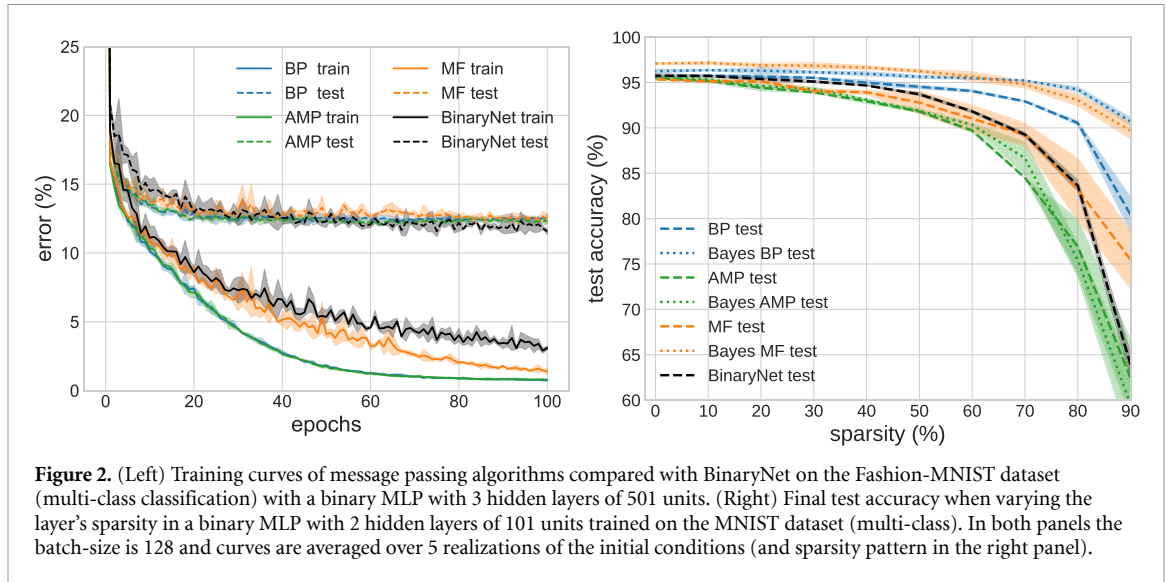 25
20
15
10
5
0
error (%)
0 20 40 60 80 100
epochs
BP train
BP test
AMP train
AMP test
MF train
MF test
BinaryNet train
BinaryNet test
100
95
90
85
80
75
70
65
60
test accuracy (%)
BP test
Bayes BP test
AMP test
Bayes AMP test
MF test
Bayes MF test
BinaryNet test
0 10 20 30 40 50 60 70 80 90
sparsity (%)
Figure 2. (Left) Training curves of message passing algorithms compared with BinaryNet on the Fashion-MNIST dataset
(multi-class classification) with a binary MLP with 3 hidden layers of 501 units. (Right) Final test accuracy when varying the
layer's sparsity in a binary MLP with 2 hidden layers of 101 units trained on the MNIST dataset (multi-class). In both panels the
batch-size is 128 and curves are averaged over 5 realizations of the initial conditions (and sparsity pattern in the right panel).